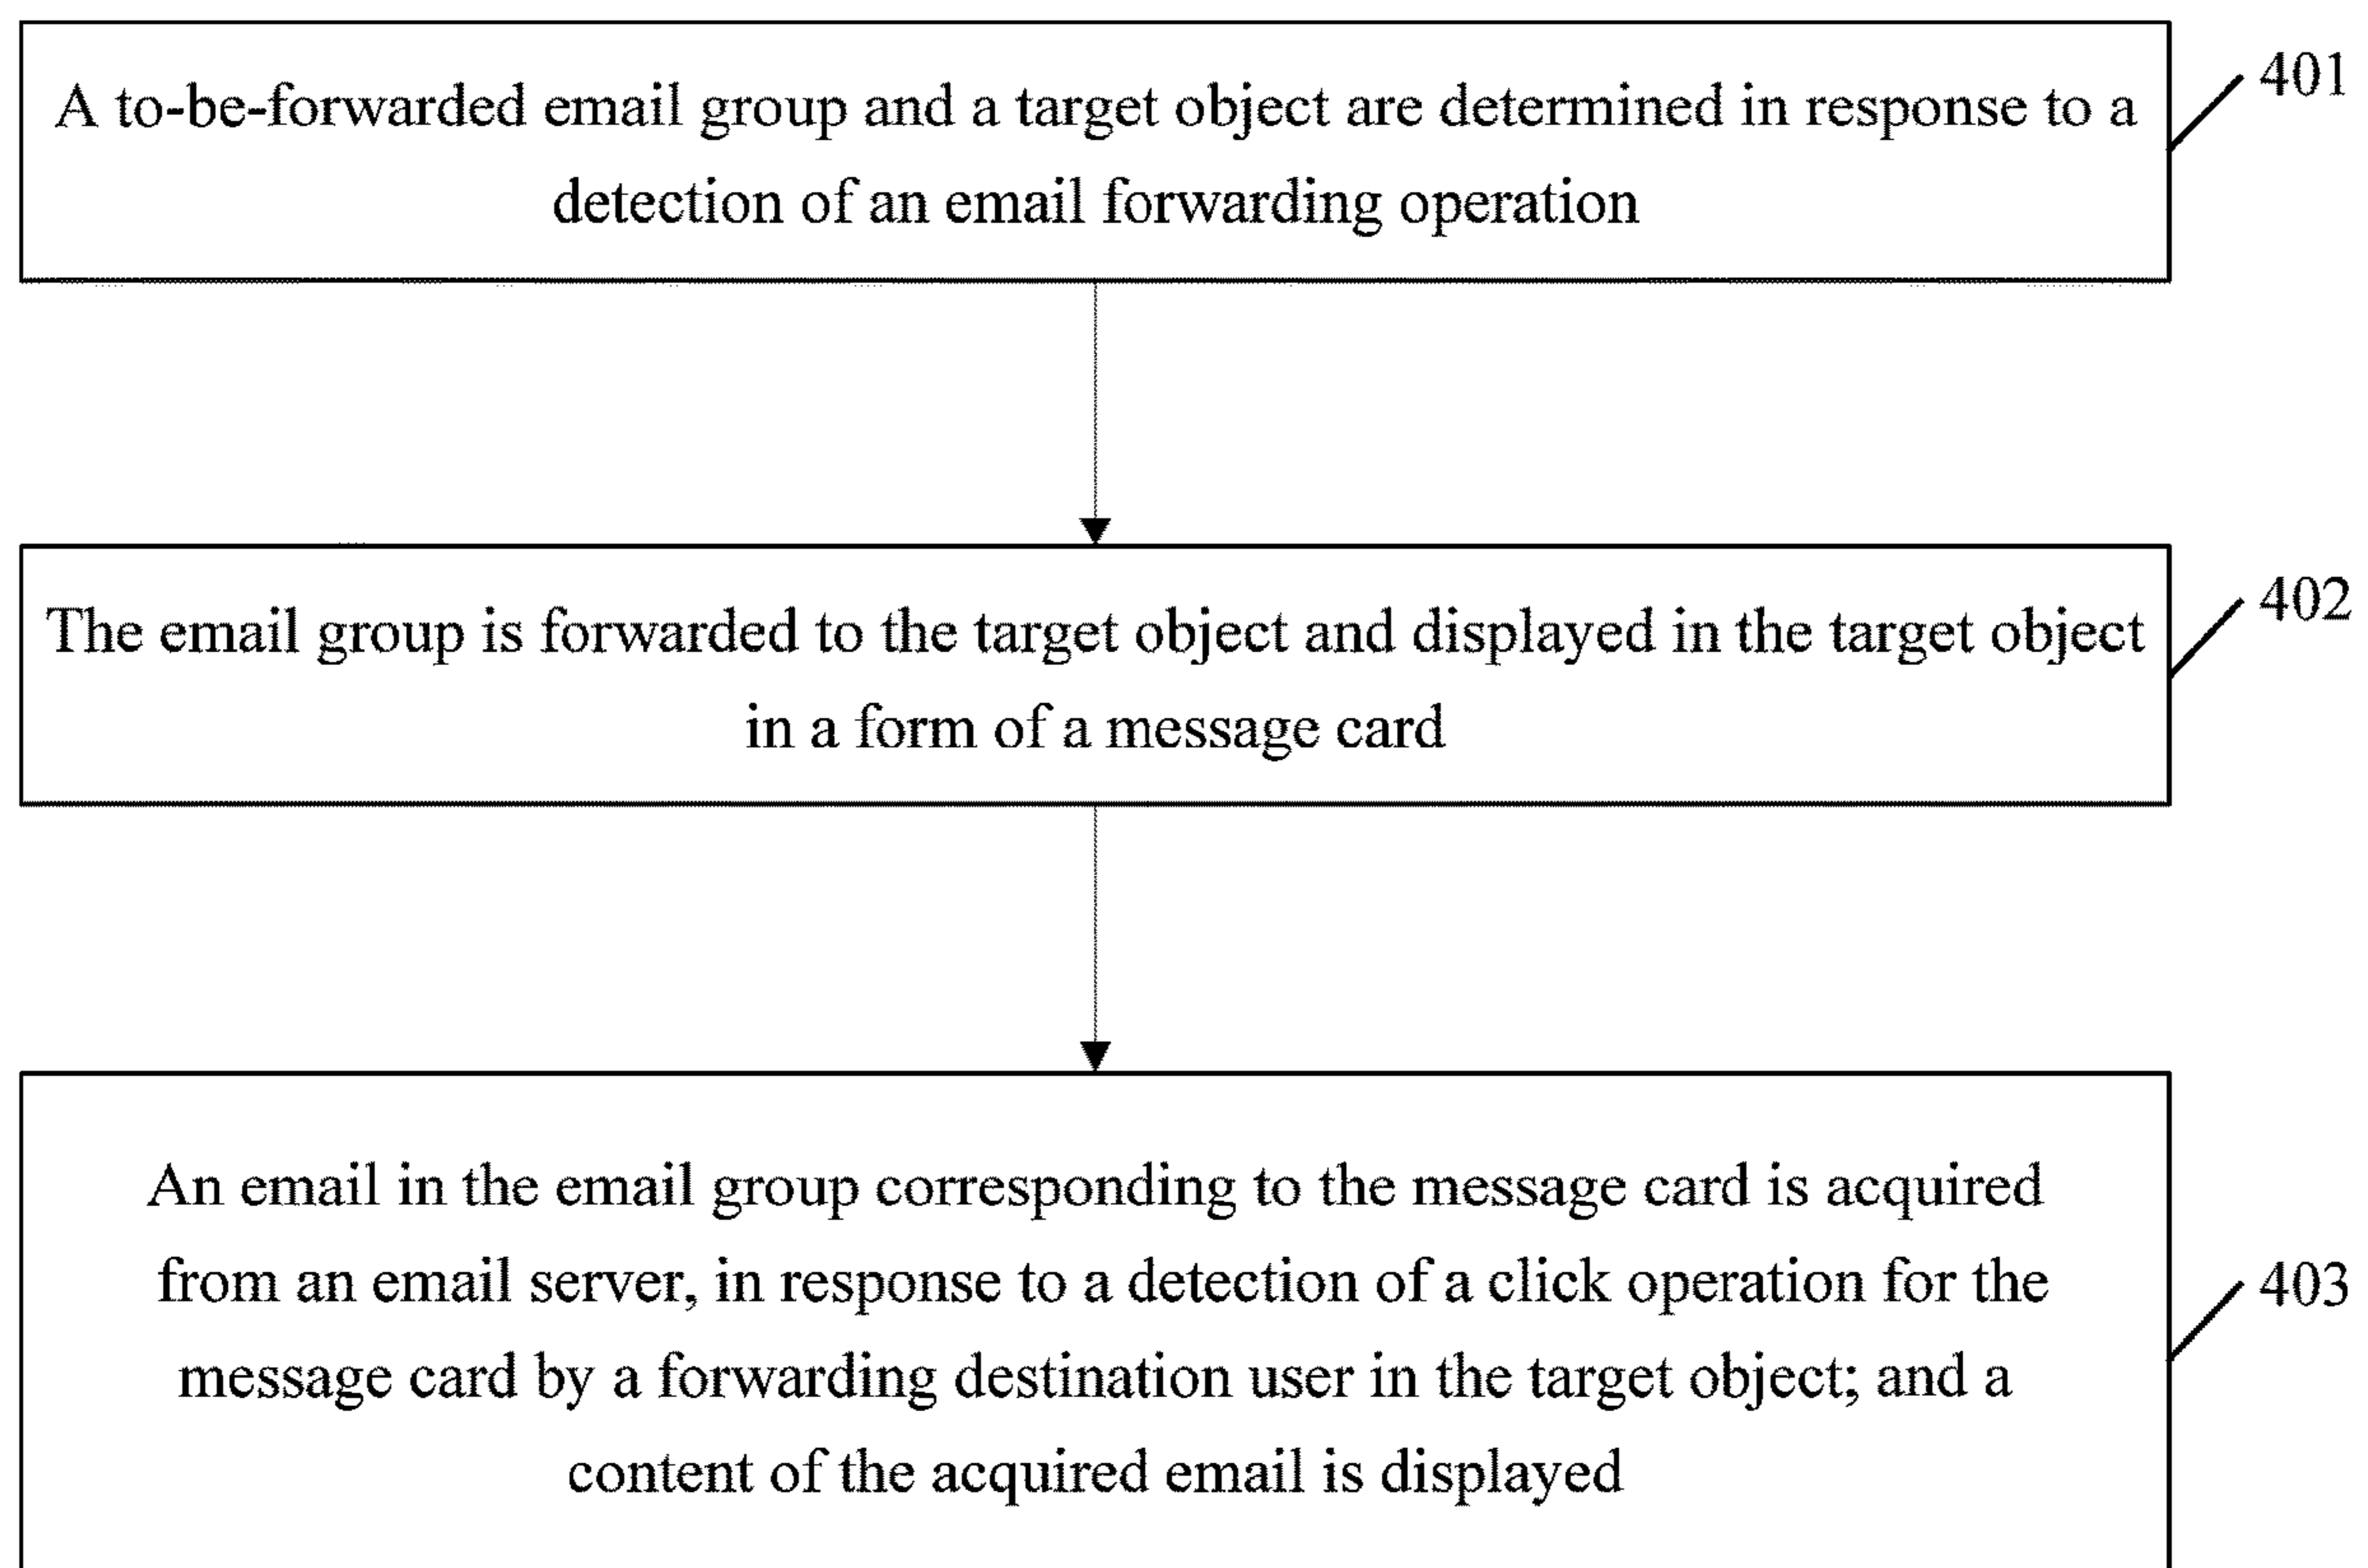 A to-be-forwarded email group and a target object are determined in response to a
detection of an email forwarding operation
401
The email group is forwarded to the target object and displayed in the target object
in a form of a message card
402
An email in the email group corresponding to the message card is acquired
from an email server, in response to a detection of a click operation for the
message card by a forwarding destination user in the target object; and a
content of the acquired email is displayed
403